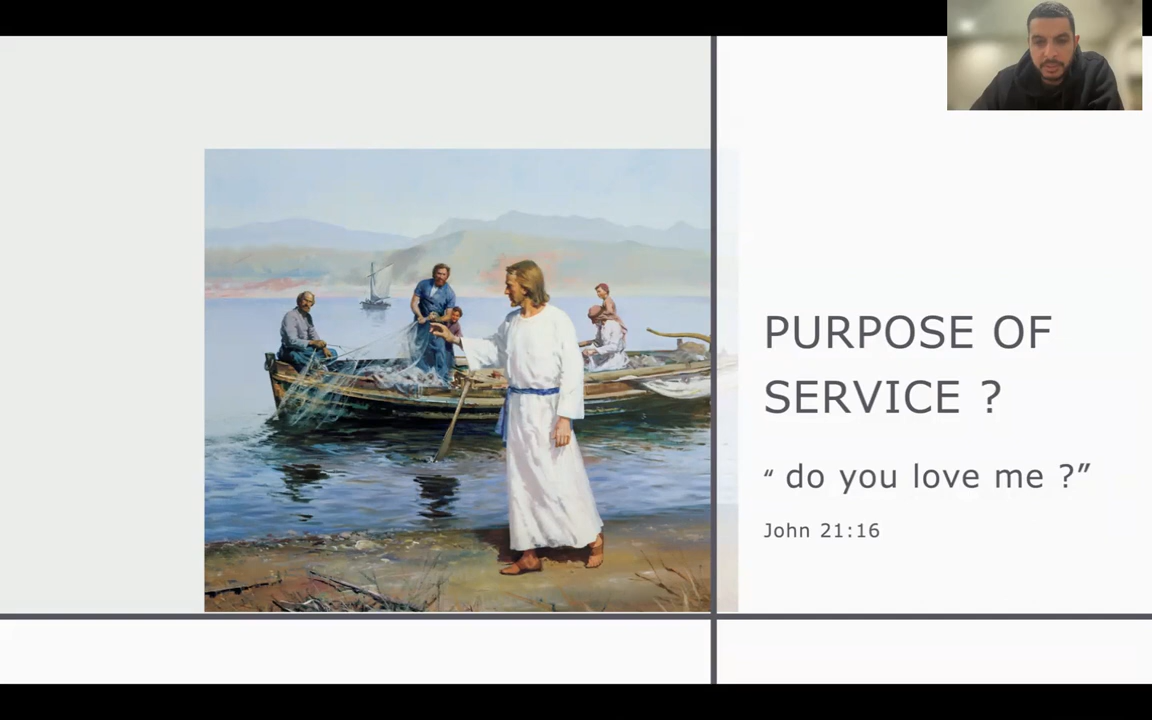 PURPOSE OF
SERVICE ?
“ do you love me ?”
John 21:16